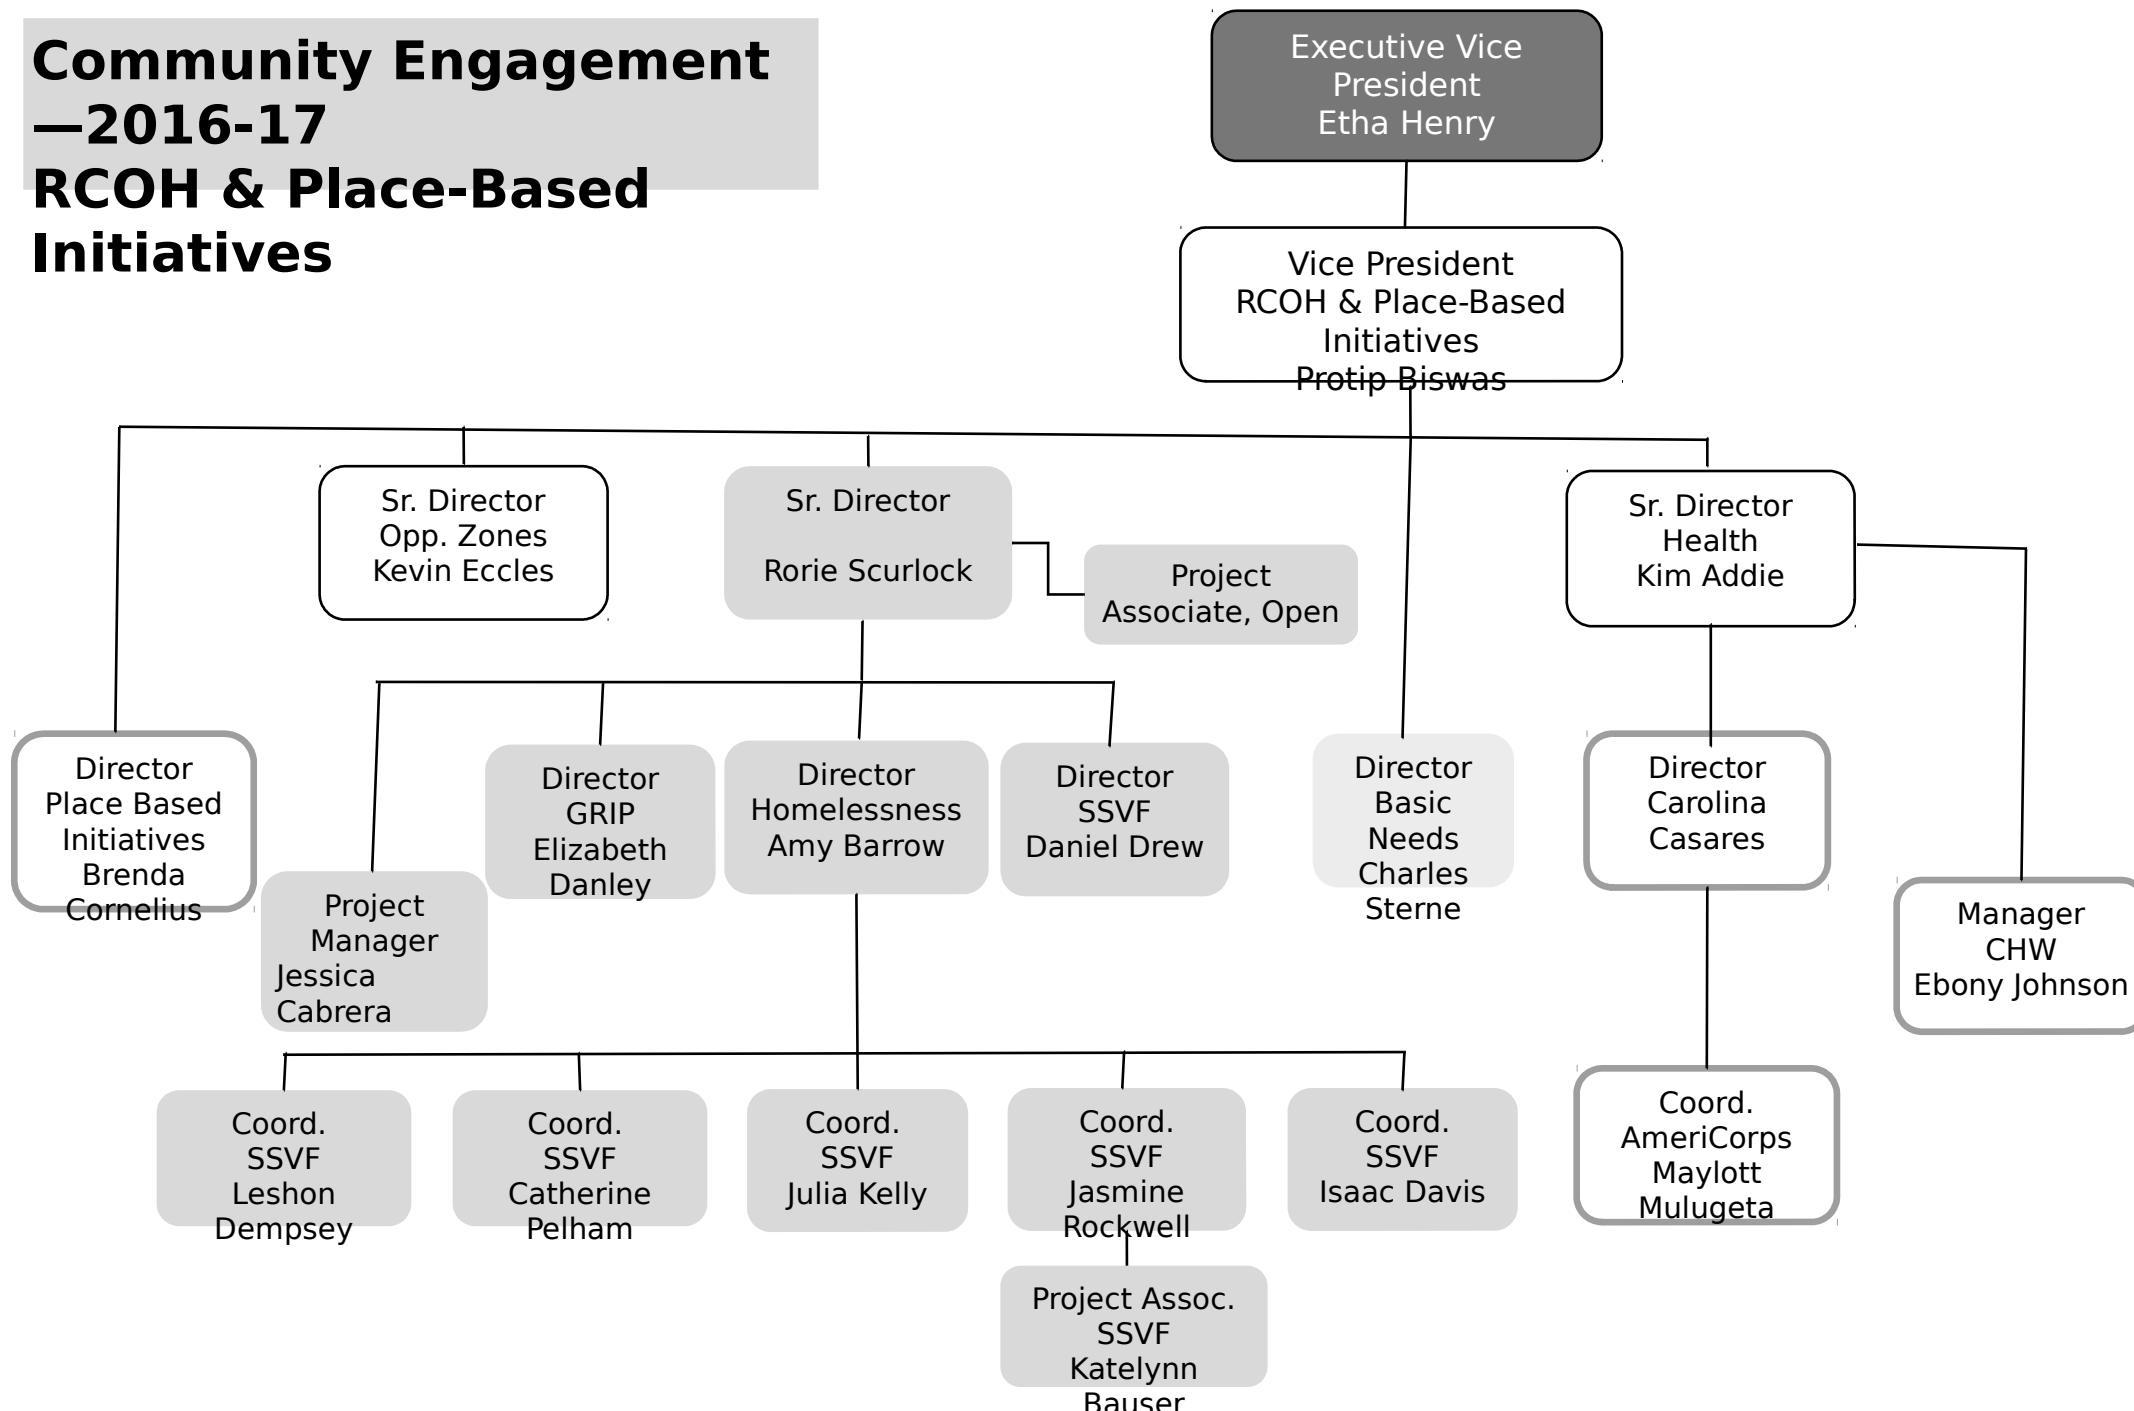 Community Engagement
—2016-17
RCOH & Place-Based
Initiatives
Executive Vice
President
Etha Henry
Vice President
RCOH & Place-Based
Initiatives
Protip Biswas
Sr. Director
Opp. Zones
Kevin Eccles
Sr. Director
Rorie Scurlock
Project
Associate, Open
Sr. Director
Health
Kim Addie
Director
Place Based
Initiatives
Brenda
Cornelius
Project
Manager
Jessica
Cabrera
Director
GRIP
Elizabeth
Danley
Director
Homelessness
Amy Barrow
Director
SSVF
Daniel Drew
Director
Basic
Needs
Charles
Sterne
Director
Carolina
Casares
Manager
CHW
Ebony Johnson
Coord.
SSVF
Leshon
Dempsey
Coord.
SSVF
Catherine
Pelham
Coord.
SSVF
Julia Kelly
Coord.
SSVF
Jasmine
Rockwell
Coord.
SSVF
Isaac Davis
Coord.
AmeriCorps
Maylott
Mulugeta
Project Assoc.
SSVF
Katelynn
Bauser